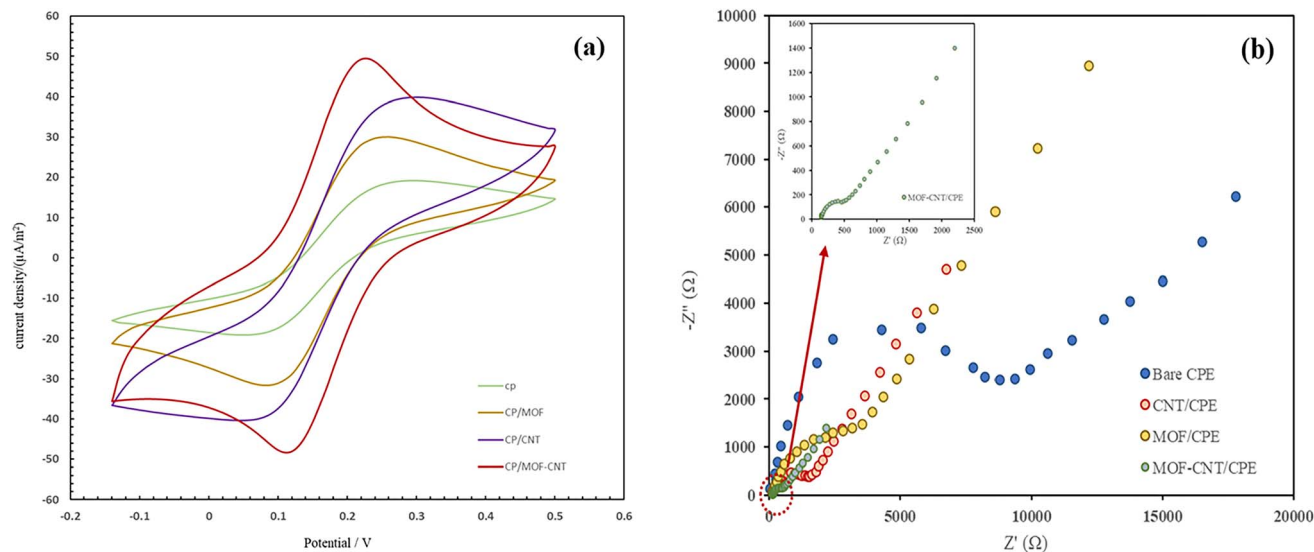 (a)
60
50
40
30
20
10
0
-10
-20
-30
-40
-50
-60
current density/(µA/m²)
-0.2 -0.1 0 0.1 0.2 0.3 0.4 0.5 0.6
Potential / V
cp
CP/MOF
CP/CNT
CP/MOF-CNT
(b)
10000
9000
8000
7000
6000
5000
4000
3000
2000
1000
0
-Z" (Ω)
0 5000 10000 15000 20000
Z' (Ω)
1600
1400
1200
1000
800
600
400
200
0
-Z" (Ω)
0 500 1000 1500 2000 2500
Z' (Ω)
MOF-CNT/CPE
Bare CPE
CNT/CPE
MOF/CPE
MOF-CNT/CPE